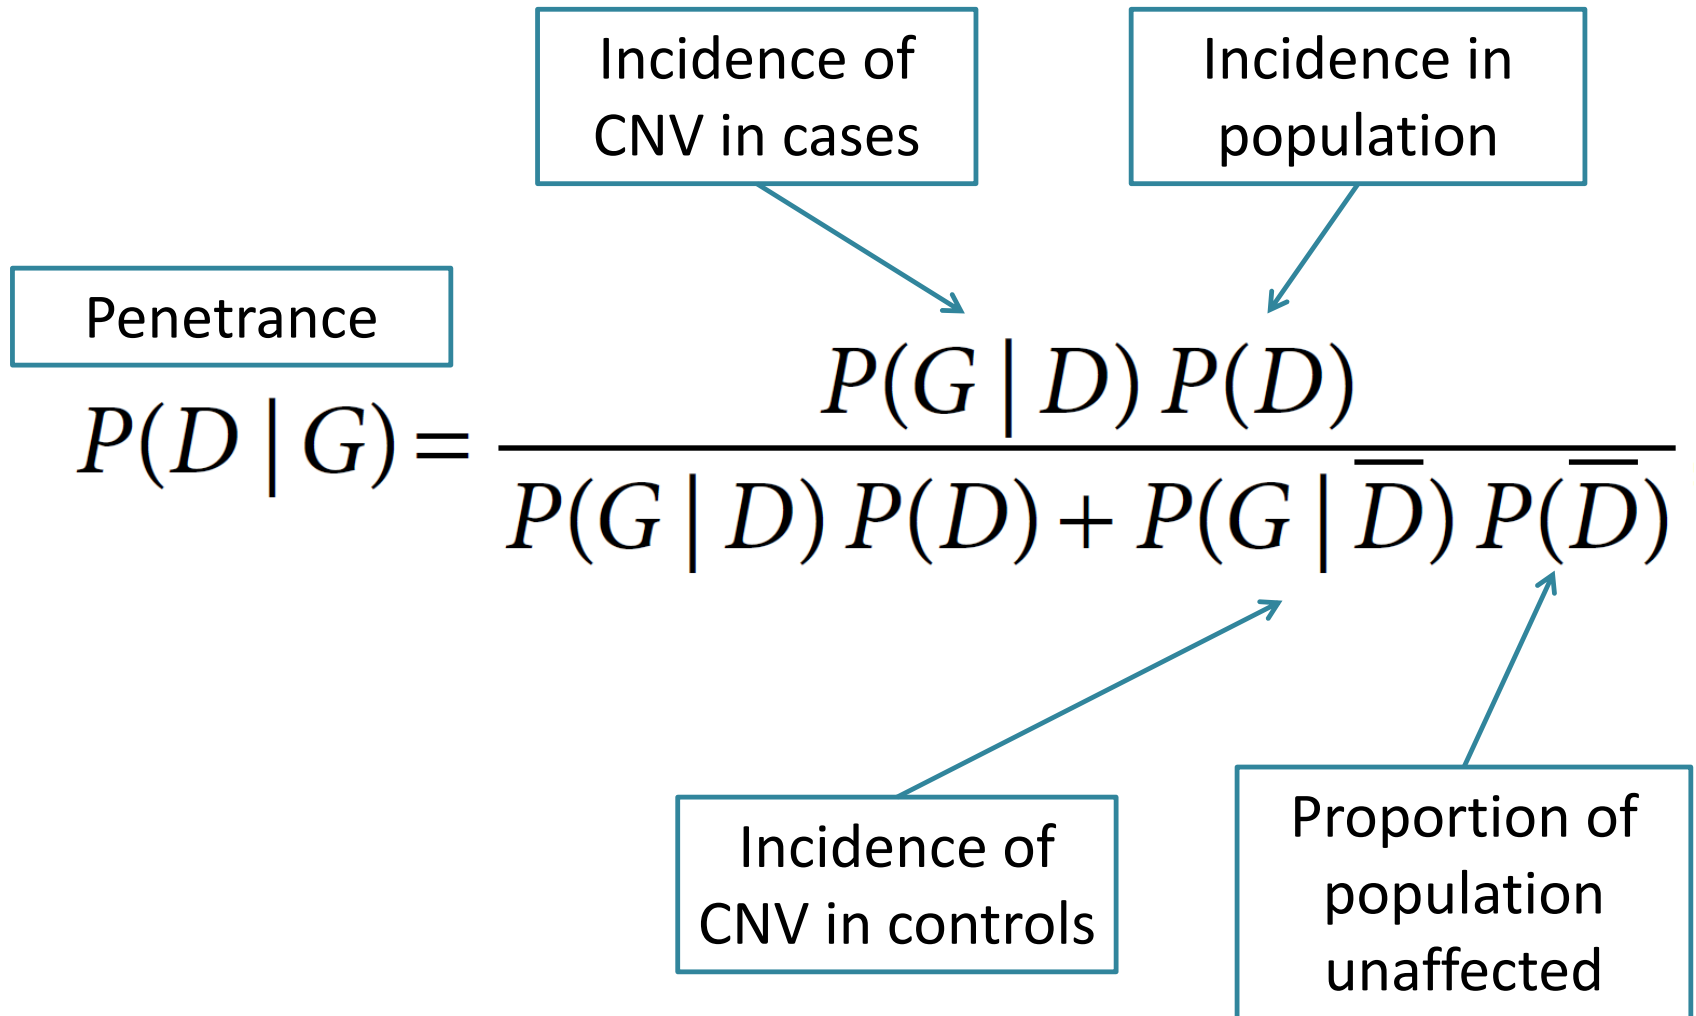 Incidence of
CNV in cases
Incidence in
population
Penetrance
P(G | D) P(D)
P(D | G) =
P(G | D) P(D) + P(G | D̅) P(D̅)
Incidence of
CNV in controls
Proportion of
population
unaffected